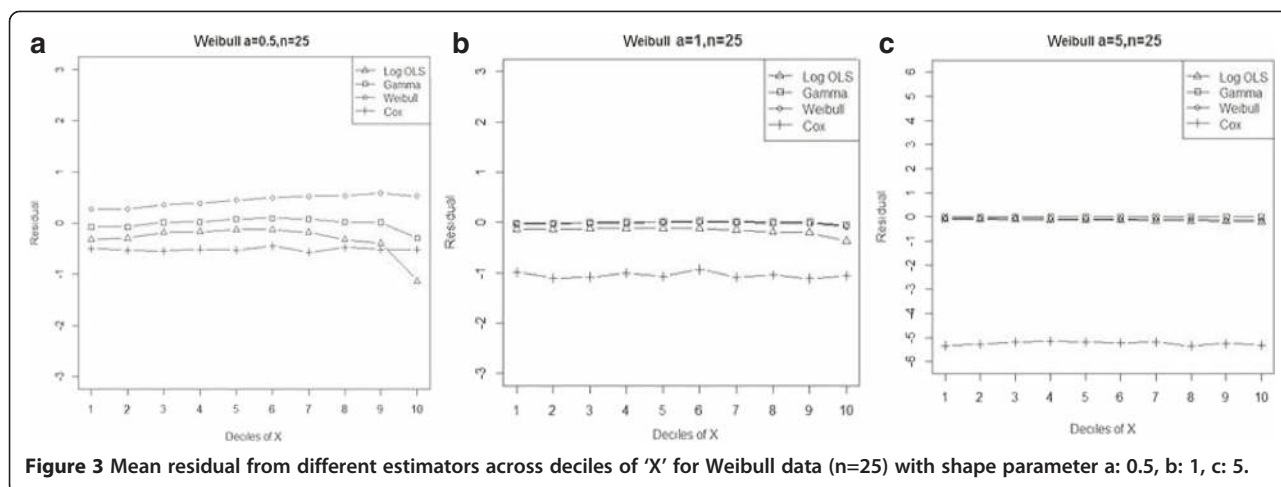 a
Weibull a=0.5,n=25
Log OLS
Gamma
Weibull
Cox
3
2
1
0
-1
-2
-3
Residual
1 2 3 4 5 6 7 8 9 10
Deciles of X
b
Weibull a=1,n=25
Log OLS
Gamma
Weibull
Cox
3
2
1
0
-1
-2
-3
Residual
1 2 3 4 5 6 7 8 9 10
Deciles of X
c
Weibull a=5,n=25
Log OLS
Gamma
Weibull
Cox
6
5
4
3
2
1
0
-1
-2
-3
-4
-5
-6
Residual
1 2 3 4 5 6 7 8 9 10
Deciles of X
Figure 3 Mean residual from different estimators across deciles of ‘X’ for Weibull data (n=25) with shape parameter a: 0.5, b: 1, c: 5.